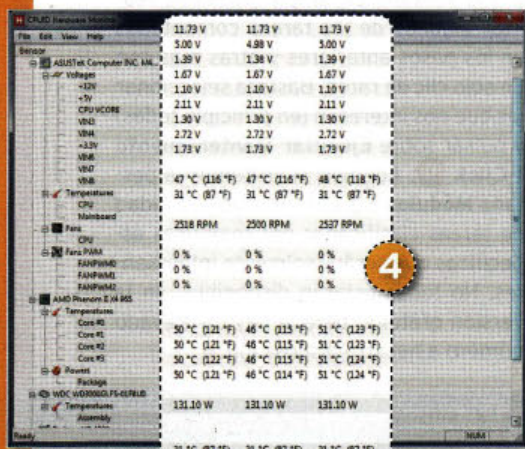 CPUID Hardware Monitor
File Edit View Help
Sensor
ASUSTek Computer INC. M4
Voltages
+12V
+5V
CPU VCORE
VIN3
VIN4
+3.3V
VIN6
VIN7
VIN8
Temperatures
CPU
Mainboard
Fans
CPU
Fans PWM
FANPWM0
FANPWM1
FANPWM2
AMD Phenom II X4 965
Temperatures
Core #0
Core #1
Core #2
Core #3
Powers
Package
WDC
Temperatures
Assembly
Ready
11.73 V 11.73 V 11.73 V
5.00 V 4.98 V 5.00 V
1.39 V 1.38 V 1.39 V
1.67 V 1.67 V 1.67 V
1.10 V 1.10 V 1.10 V
2.11 V 2.11 V 2.11 V
1.30 V 1.30 V 1.30 V
2.72 V 2.72 V 2.72 V
1.73 V 1.73 V 1.73 V
47 °C (116 °F) 47 °C (116 °F) 48 °C (118 °F)
31 °C (87 °F) 31 °C (87 °F) 31 °C (87 °F)
2518 RPM 2500 RPM 2537 RPM
0 % 0 % 0 %
0 % 0 % 0 %
0 % 0 % 0 %
50 °C (121 °F) 46 °C (115 °F) 51 °C (123 °F)
50 °C (121 °F) 46 °C (115 °F) 51 °C (123 °F)
50 °C (122 °F) 46 °C (115 °F) 51 °C (124 °F)
50 °C (121 °F) 46 °C (114 °F) 51 °C (124 °F)
131.10 W 131.10 W 131.10 W
4
NUM